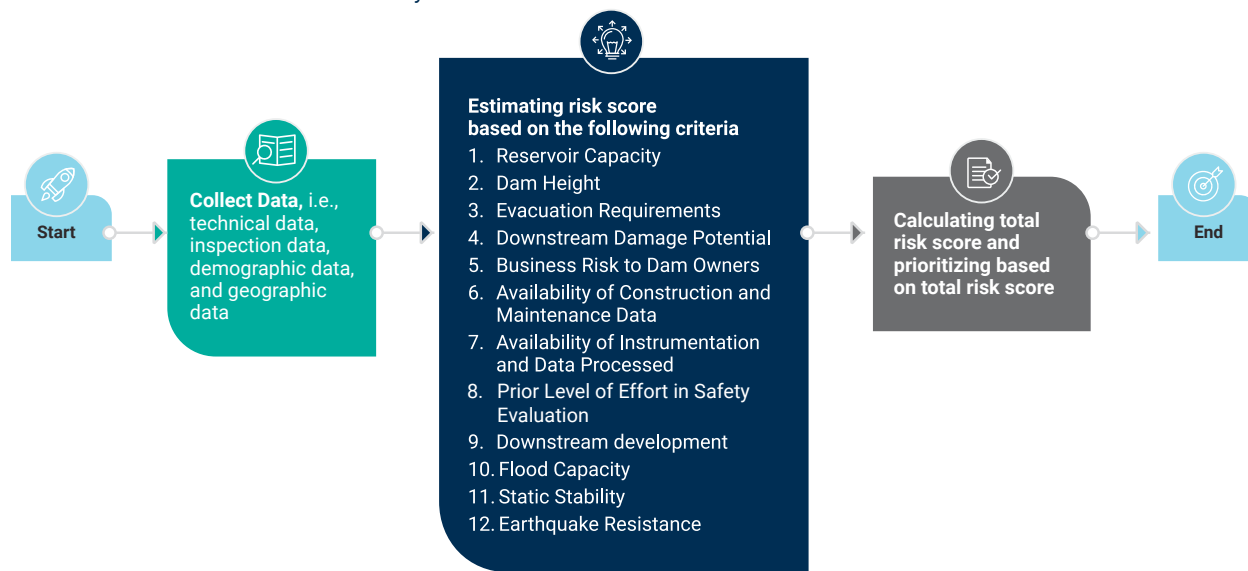 Start
Collect Data, i.e.,
technical data,
inspection data,
demographic data,
and geographic
data
Estimating risk score
based on the following criteria
1. Reservoir Capacity
2. Dam Height
3. Evacuation Requirements
4. Downstream Damage Potential
5. Business Risk to Dam Owners
6. Availability of Construction and
Maintenance Data
7. Availability of Instrumentation
and Data Processed
8. Prior Level of Effort in Safety
Evaluation
9. Downstream development
10. Flood Capacity
11. Static Stability
12. Earthquake Resistance
Calculating total
risk score and
prioritizing based
on total risk score
End